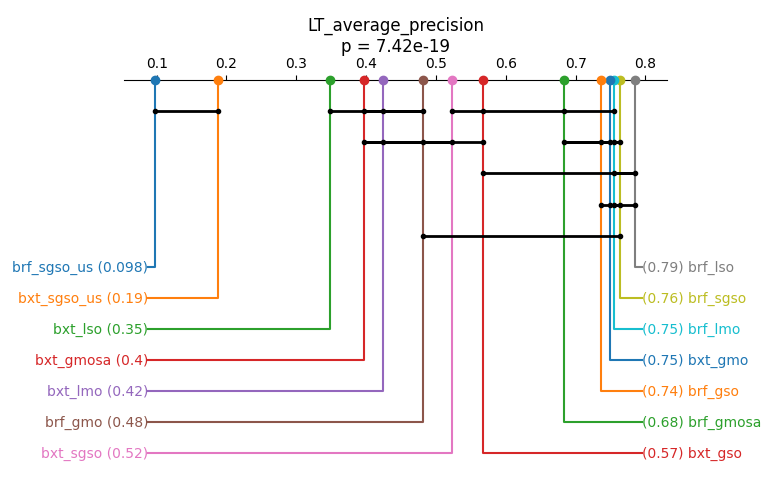 LT_average_precision
p = 7.42e-19
0.1 0.2 0.3 0.4 0.5 0.6 0.7 0.8
brf_sgso_us (0.098)
bxt_sgso_us (0.19)
bxt_lso (0.35)
bxt_gmosa (0.4)
bxt_lmo (0.42)
brf_gmo (0.48)
bxt_sgso (0.52)
(0.79) brf_lso
(0.76) brf_sgso
(0.75) brf_lmo
(0.75) bxt_gmo
(0.74) brf_gso
(0.68) brf_gmosa
(0.57) bxt_gso